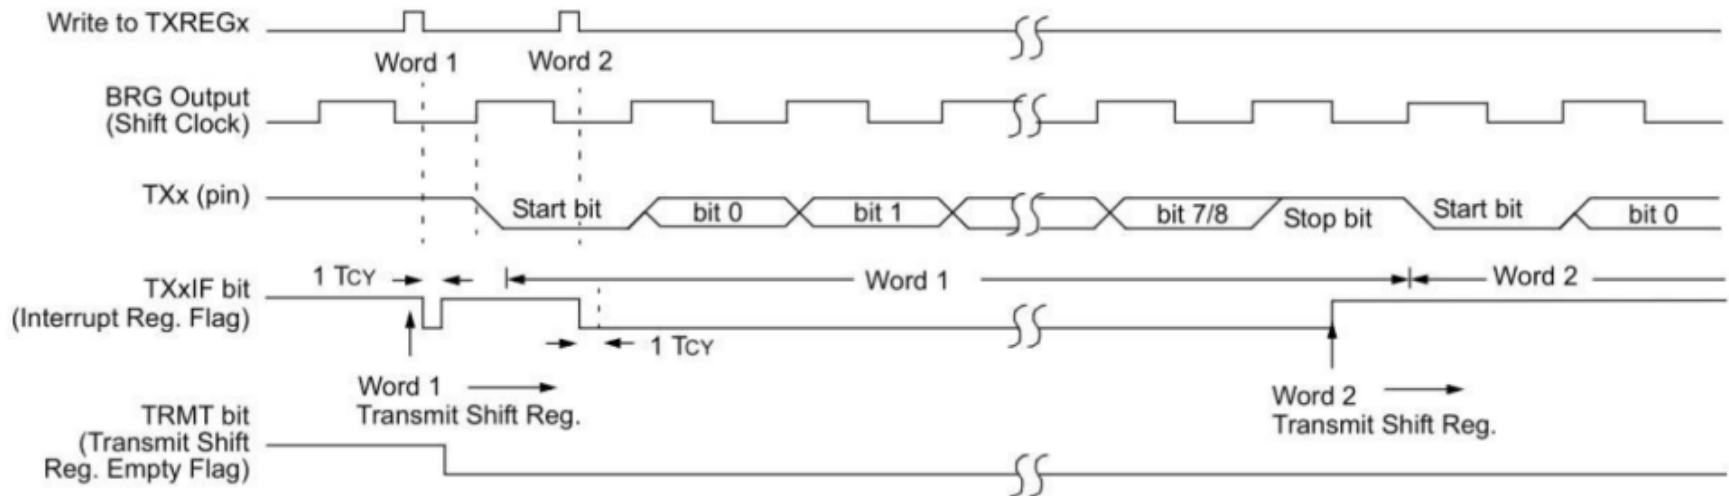 Write to TXREGx
Word 1
Word 2
BRG Output
(Shift Clock)
TXx (pin)
Start bit
bit 0
bit 1
bit 7/8
Stop bit
Start bit
bit 0
1 TCY
Word 1
Word 2
TXxIF bit
(Interrupt Reg. Flag)
1 TCY
Word 1
Transmit Shift Reg.
Word 2
Transmit Shift Reg.
TRMT bit
(Transmit Shift
Reg. Empty Flag)